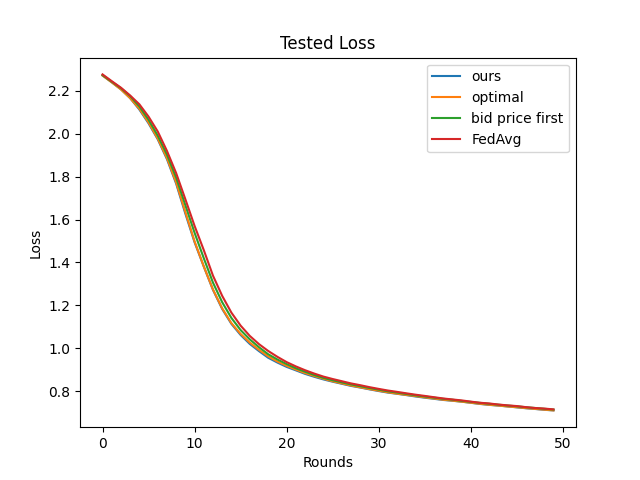 Tested Loss
ours
optimal
bid price first
FedAvg
Loss
2.2
2.0
1.8
1.6
1.4
1.2
1.0
0.8
0 10 20 30 40 50
Rounds